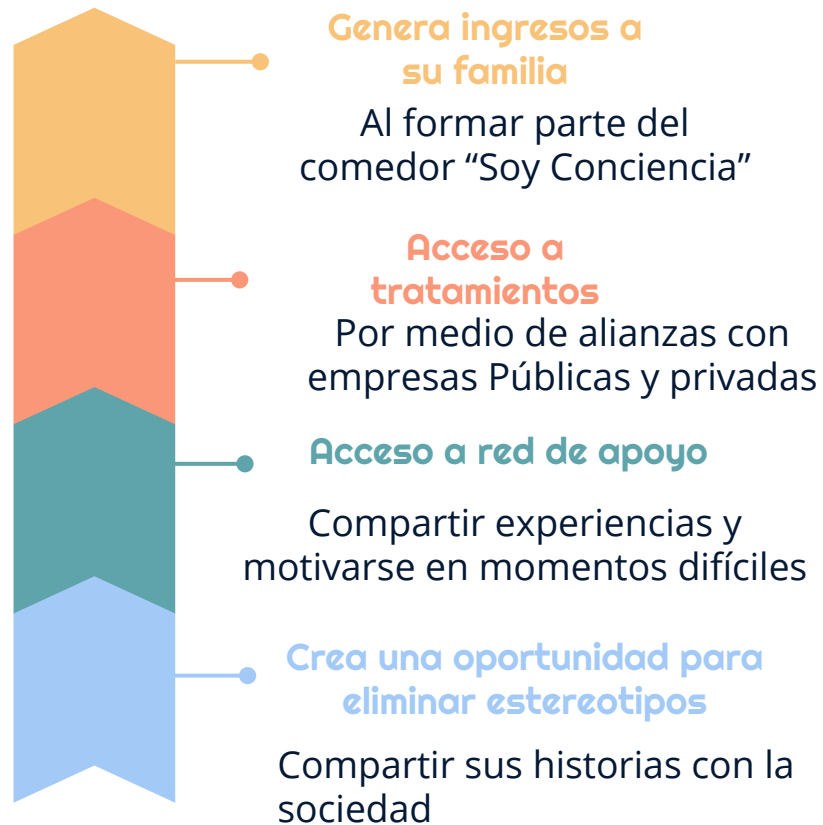 Genera ingresos a
su familia
Al formar parte del
comedor “Soy Conciencia”
Acceso a
tratamientos
Por medio de alianzas con
empresas Públicas y privadas
Acceso a red de apoyo
Compartir experiencias y
motivarse en momentos difíciles
Crea una oportunidad para
eliminar estereotipos
Compartir sus historias con la
sociedad